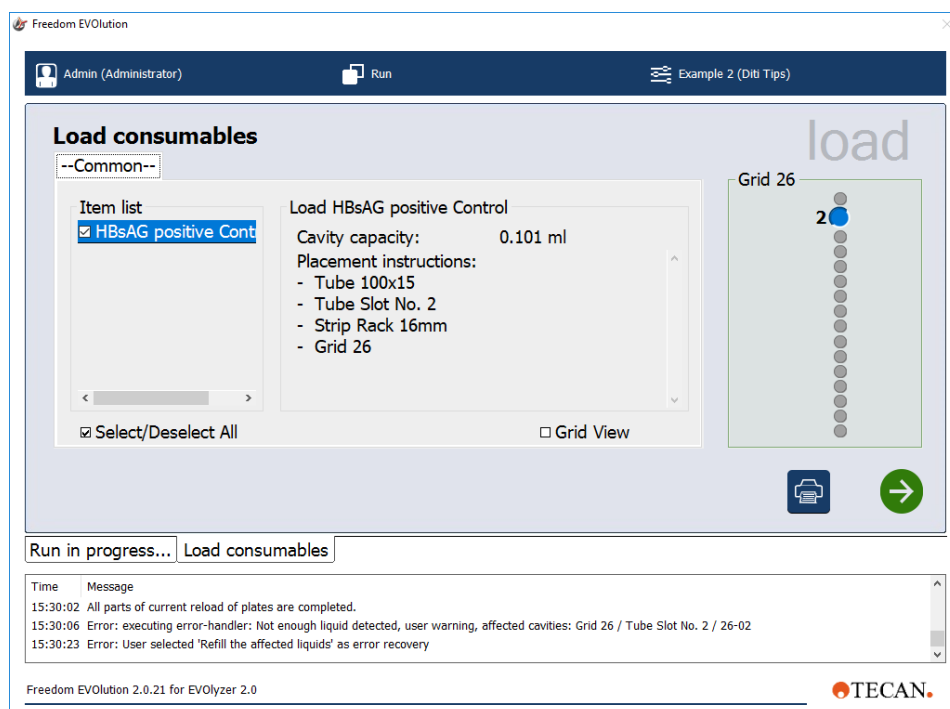 Freedom EVOlution
Admin (Administrator)
Run
Example 2 (Diti Tips)
Load consumables
load
--Common--
Item list
HBsAG positive Cont
Load HBsAG positive Control
Cavity capacity: 0.101 ml
Placement instructions:
- Tube 100x15
- Tube Slot No. 2
- Strip Rack 16mm
- Grid 26
Select/Deselect All
Grid View
Grid 26
2
Run in progress... Load consumables
Time Message
15:30:02 All parts of current reload of plates are completed.
15:30:06 Error: executing error-handler: Not enough liquid detected, user warning, affected cavities: Grid 26 / Tube Slot No. 2 / 26-02
15:30:23 Error: User selected 'Refill the affected liquids' as error recovery
Freedom EVOlution 2.0.21 for EVOlyzer 2.0
TECAN.